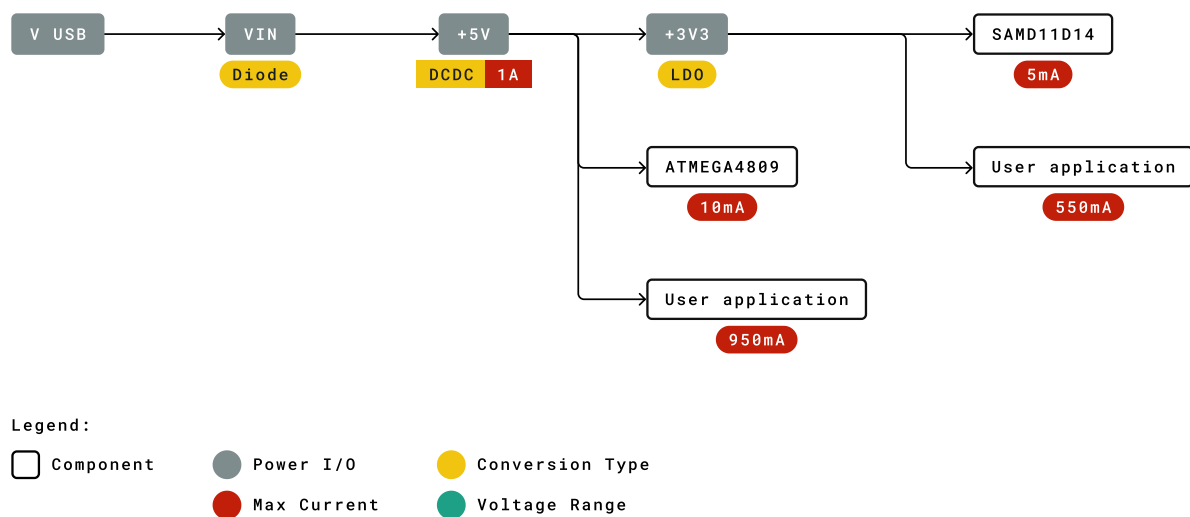 V USB
VIN
+5V
+3V3
SAMD11D14
Diode
DCDC 1A
LDO
5mA
ATMEGA4809
User application
10mA
550mA
User application
950mA
Legend:
Component
Power I/O
Conversion Type
Max Current
Voltage Range